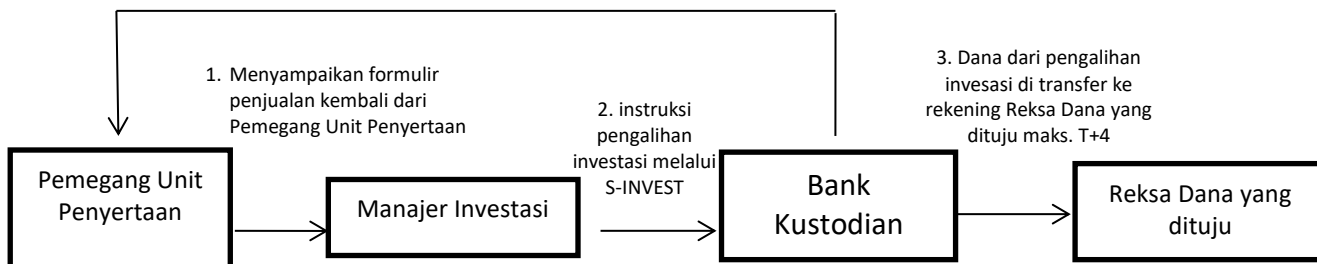 1. Menyampaikan formulir
penjualan kembali dari
Pemegang Unit Penyertaan
2. instruksi
pengalihan
investasi melalui
S-INVEST
3. Dana dari pengalihan
invesasi di transfer ke
rekening Reksa Dana yang
dituju maks. T+4
Pemegang Unit
Penyertaan
Manajer Investasi
Bank
Kustodian
Reksa Dana yang
dituju